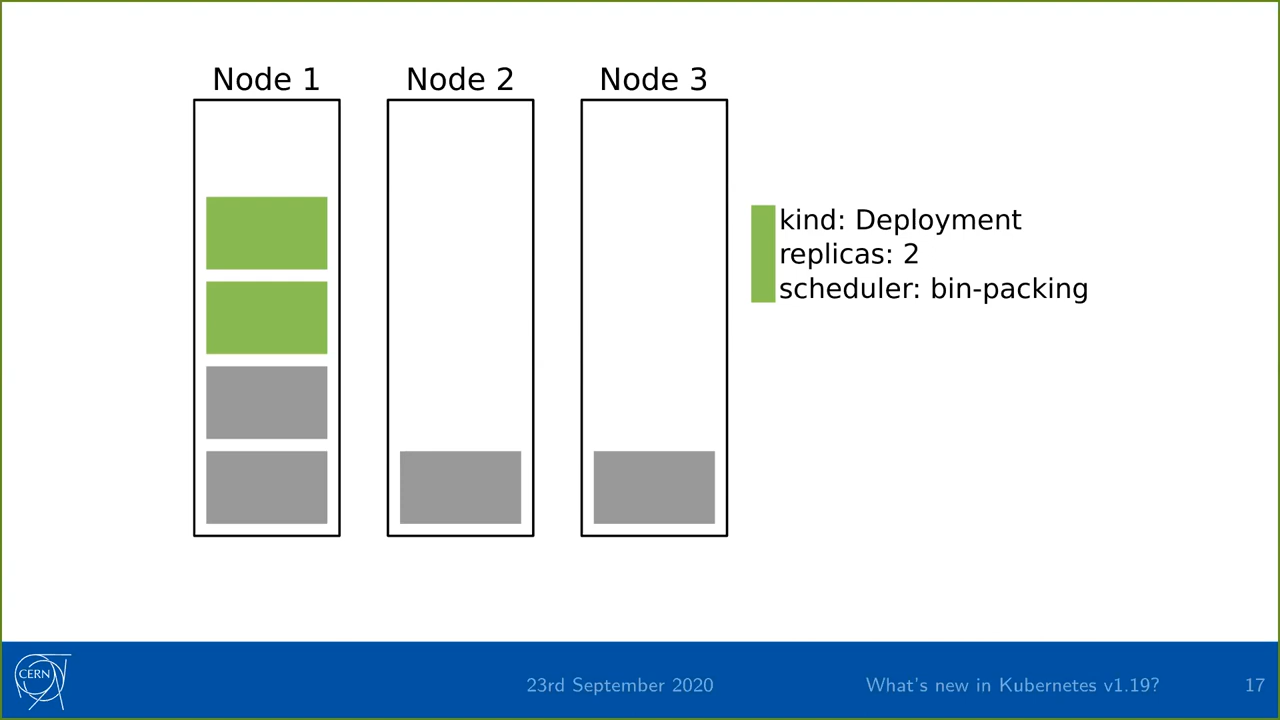 Node 1
Node 2
Node 3
kind: Deployment
replicas: 2
scheduler: bin-packing
CERN
23rd September 2020
What's new in Kubernetes v1.19?
17